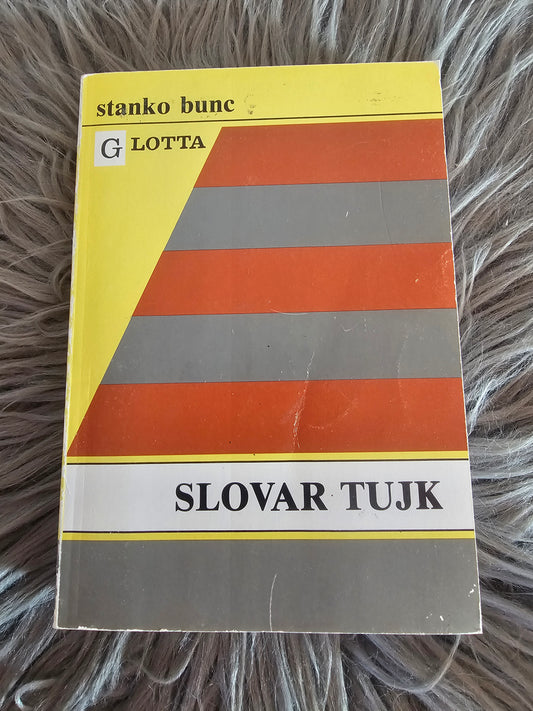 stanko bunc
G LOTTA
SLOVAR TUJK